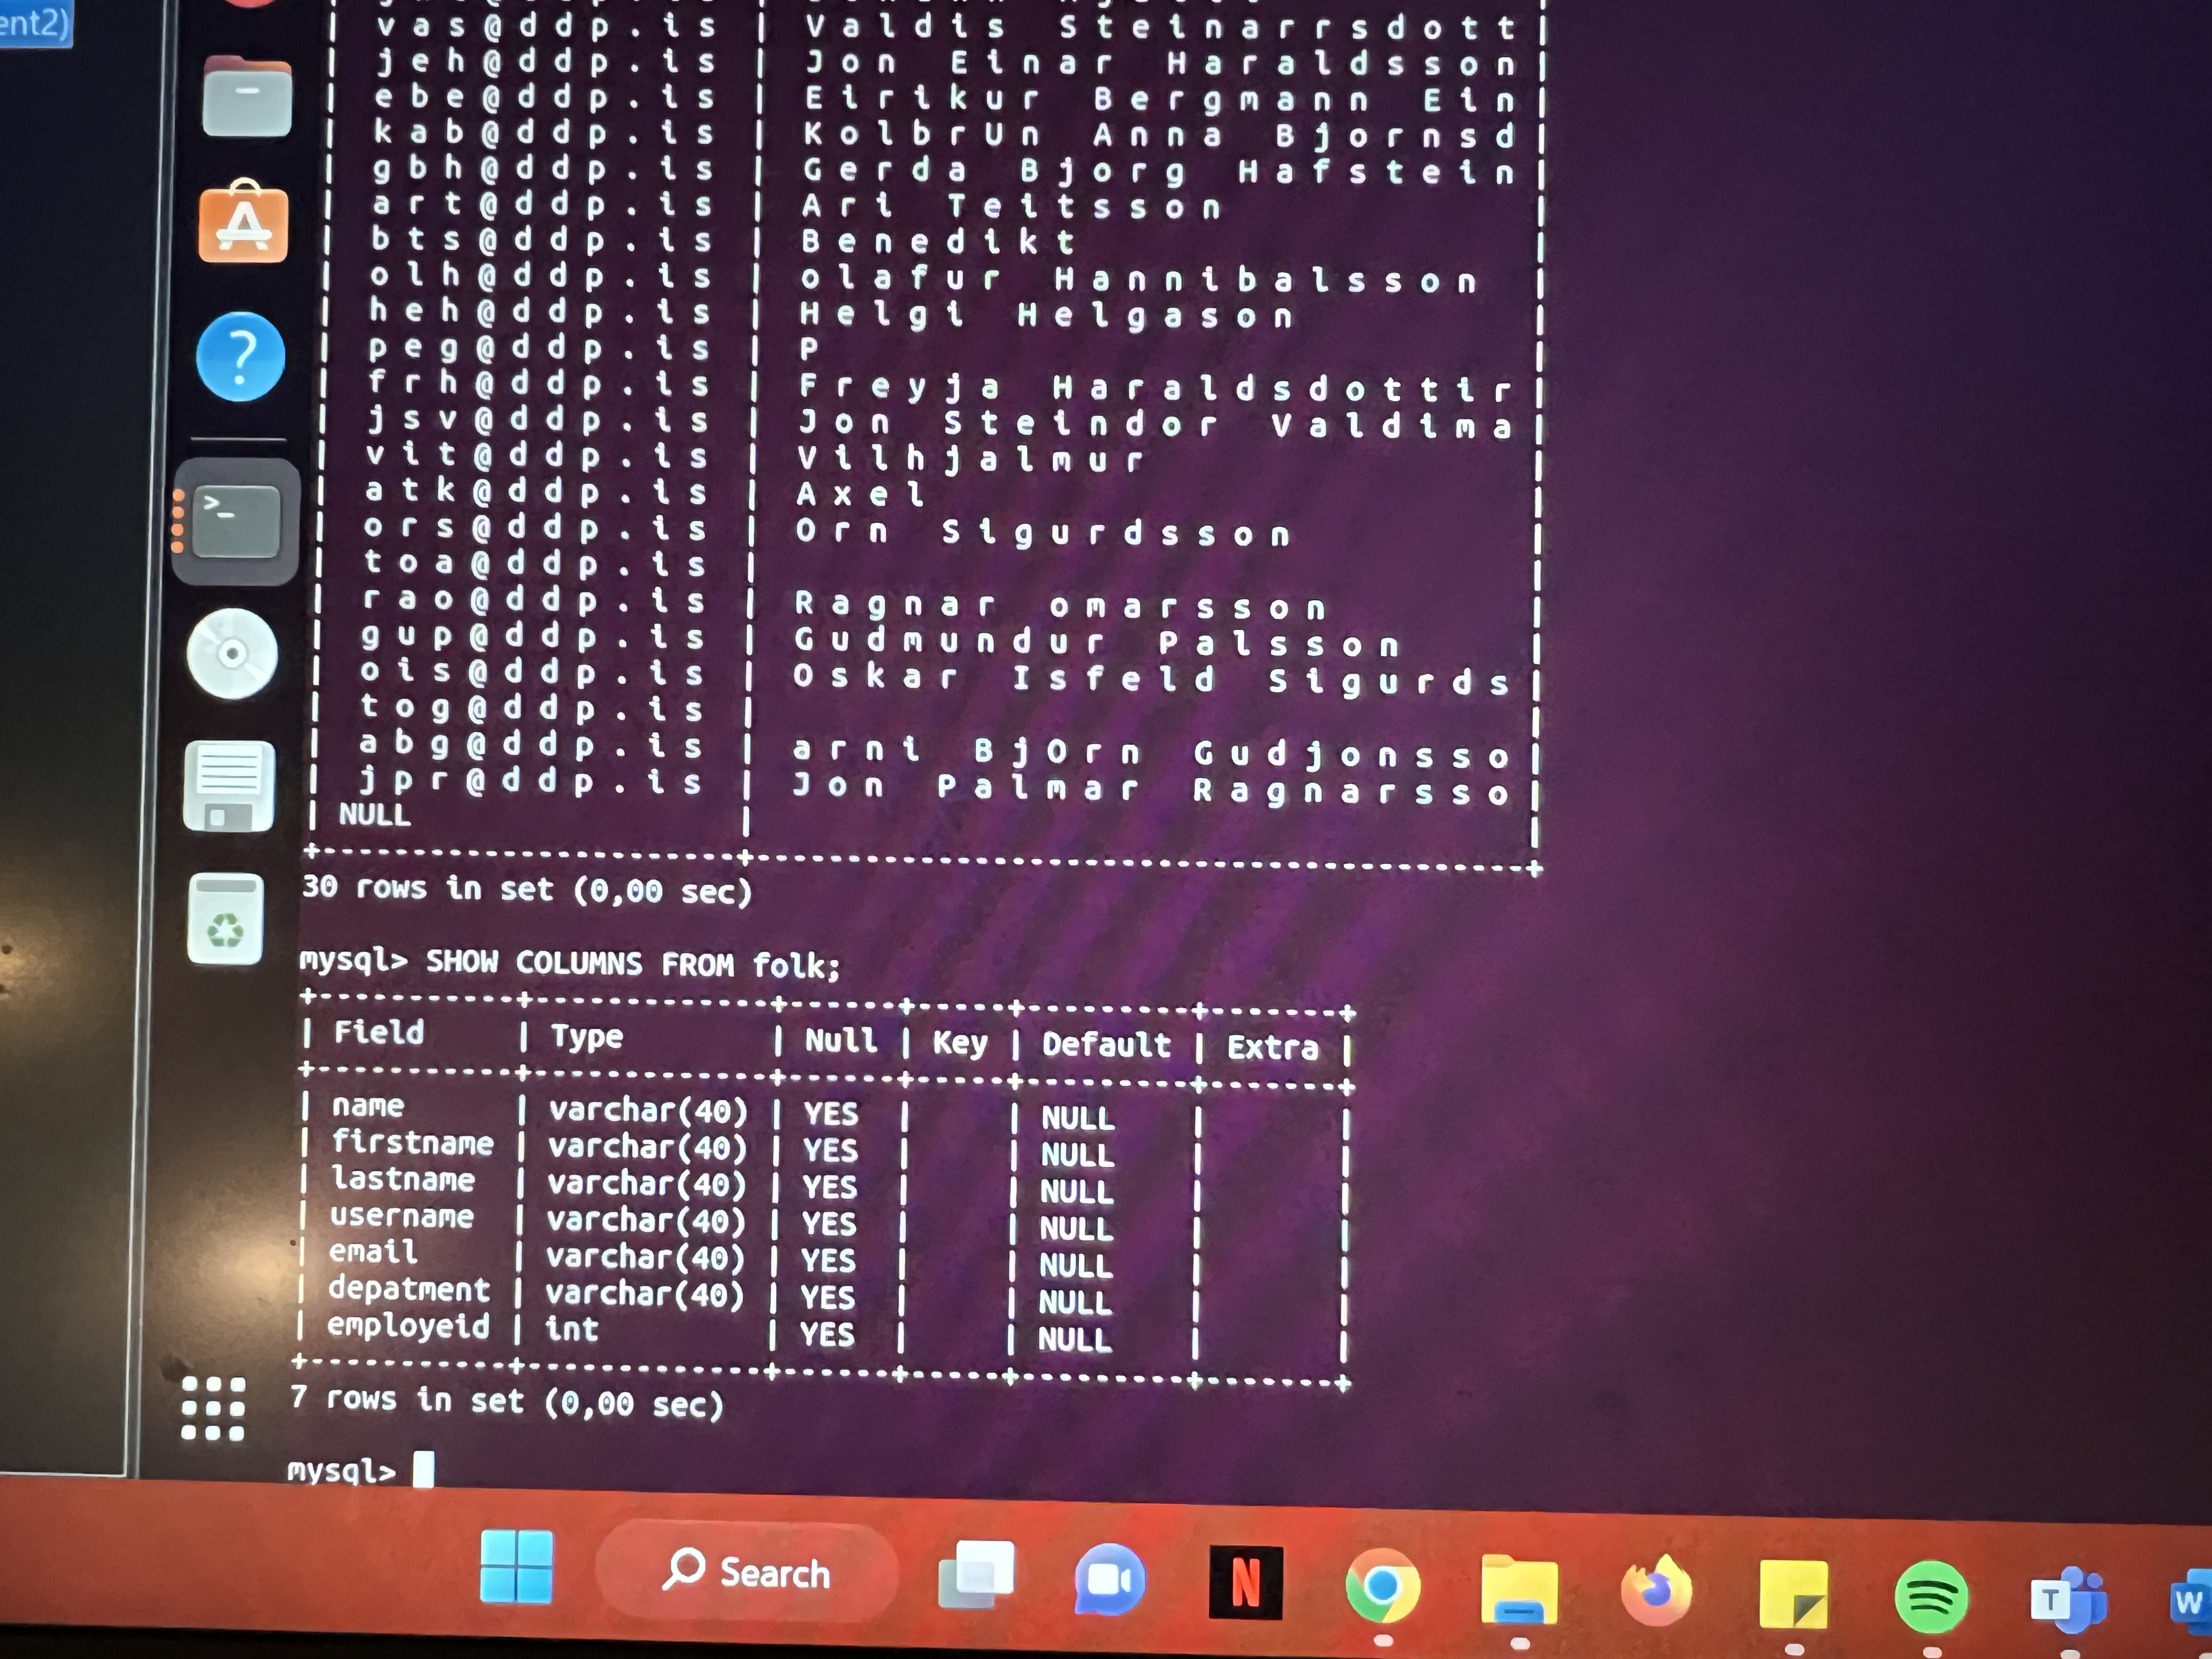 ent2)
| vas@ddp.is | Valdis Steinarrsdott |
| jeh@ddp.is | Jon Einar Haraldsson |
| ebe@ddp.is | Eirikur Bergmann Ein |
| kab@ddp.is | KolbrUn Anna Bjornsd |
| gbh@ddp.is | Gerda Bjorg Hafstein |
| art@ddp.is | Ari Teitsson |
| bts@ddp.is | Benedikt |
| olh@ddp.is | olafur Hannibalsson |
| heh@ddp.is | Helgi Helgason |
| peg@ddp.is | P |
| frh@ddp.is | Freyja Haraldsdottir |
| jsv@ddp.is | Jon Steindor Valdima |
| vit@ddp.is | Vilhjalmur |
| atk@ddp.is | Axel |
| ors@ddp.is | Orn Sigurdsson |
| toa@ddp.is | |
| rao@ddp.is | Ragnar omarsson |
| gup@ddp.is | Gudmundur Palsson |
| ois@ddp.is | Oskar Isfeld Sigurds |
| tog@ddp.is | |
| abg@ddp.is | arni BjOrn Gudjonsso |
| jpr@ddp.is | Jon Palmar Ragnarsso |
| NULL | |
30 rows in set (0,00 sec)
mysql> SHOW COLUMNS FROM folk;
| Field | Type | Null | Key | Default | Extra |
| name | varchar(40) | YES | | NULL | |
| firstname | varchar(40) | YES | | NULL | |
| lastname | varchar(40) | YES | | NULL | |
| username | varchar(40) | YES | | NULL | |
| email | varchar(40) | YES | | NULL | |
| depatment | varchar(40) | YES | | NULL | |
| employeid | int | YES | | NULL | |
7 rows in set (0,00 sec)
mysql>
Search
N
T
W